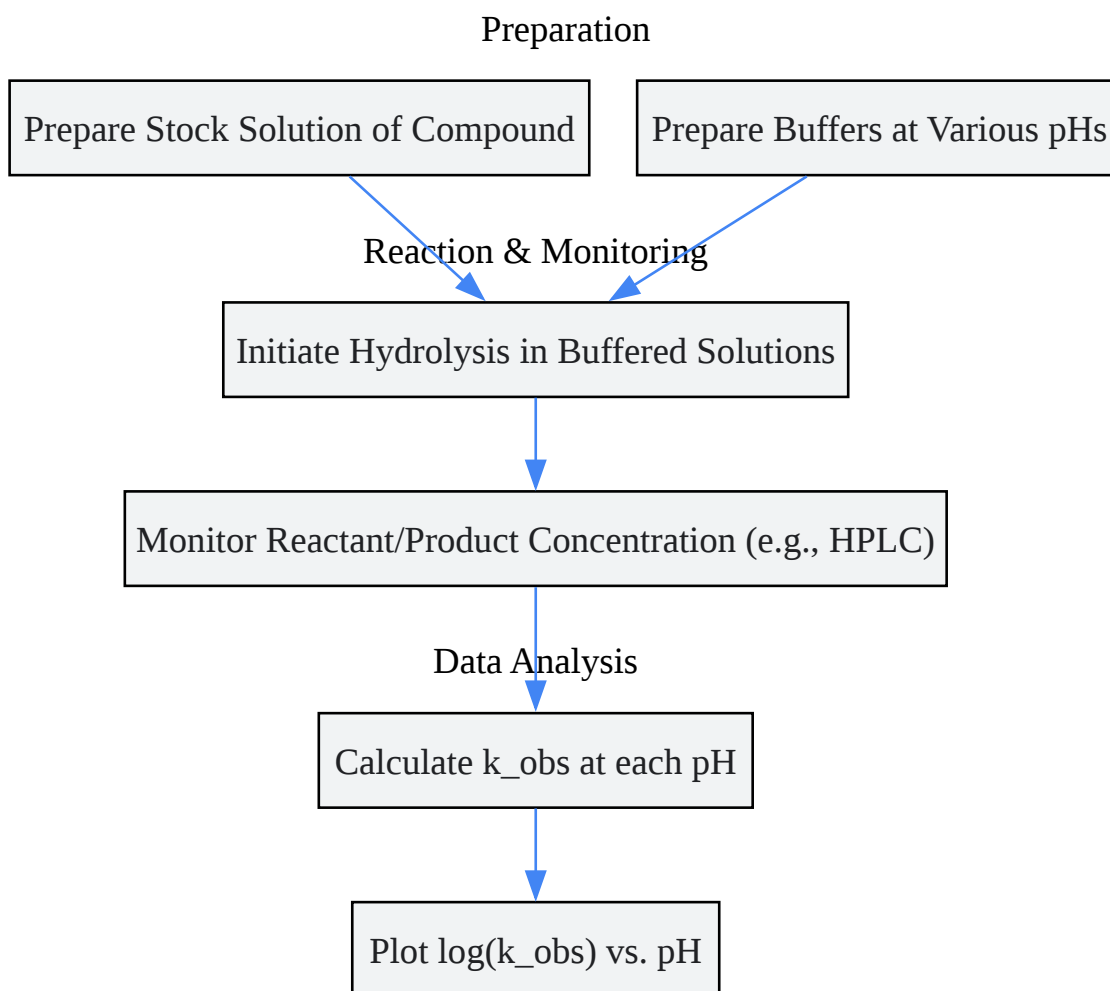 Preparation
Prepare Stock Solution of Compound
Prepare Buffers at Various pHs
Reaction & Monitoring
Initiate Hydrolysis in Buffered Solutions
Monitor Reactant/Product Concentration (e.g., HPLC)
Data Analysis
Calculate k_obs at each pH
Plot log(k_obs) vs. pH